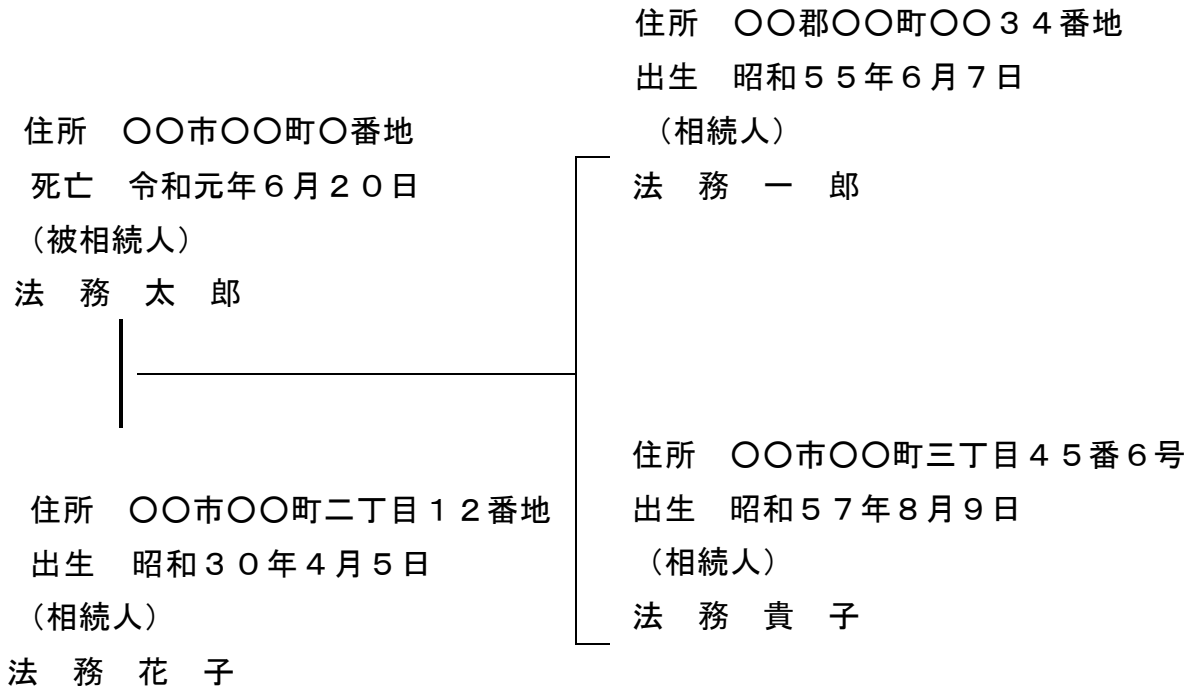 住所　〇〇市〇〇町〇番地
死亡　令和元年６月２０日
（被相続人）
法　務　太　郎
住所　〇〇市〇〇町二丁目１２番地
出生　昭和３０年４月５日
（相続人）
法　務　花　子
住所　〇〇郡〇〇町〇〇３４番地
出生　昭和５５年６月７日
（相続人）
法　務　一　郎
住所　〇〇市〇〇町三丁目４５番６号
出生　昭和５７年８月９日
（相続人）
法　務　貴　子